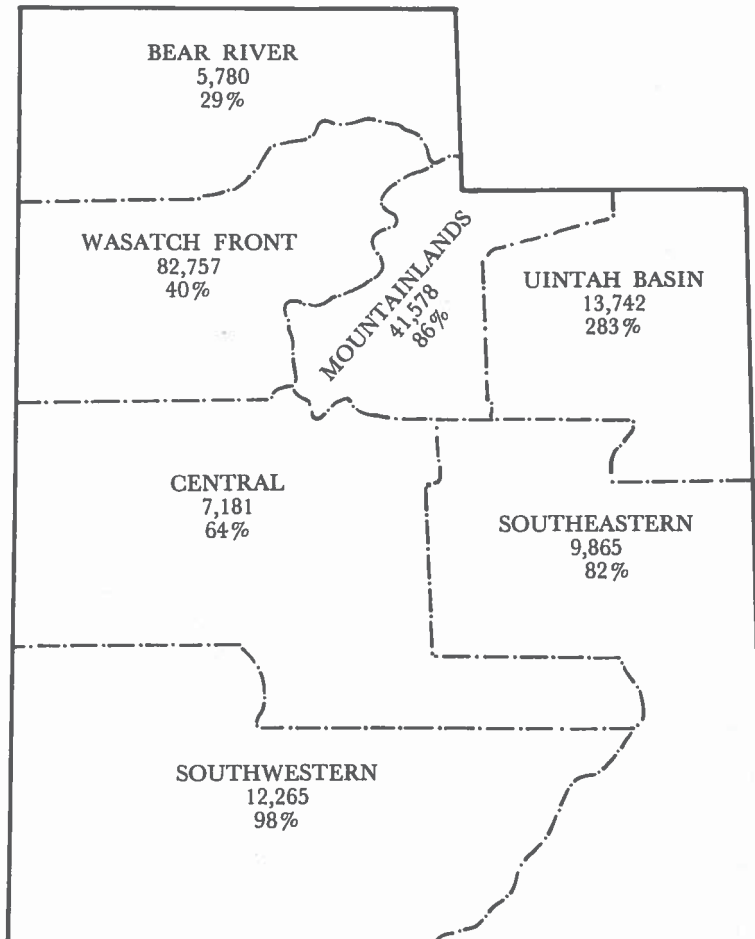 BEAR RIVER
5,780
29%
WASATCH FRONT
82,757
40%
MOUNTAINLANDS
41,578
86%
UINTAH BASIN
13,742
283%
CENTRAL
7,181
64%
SOUTHEASTERN
9,865
82%
SOUTHWESTERN
12,265
98%